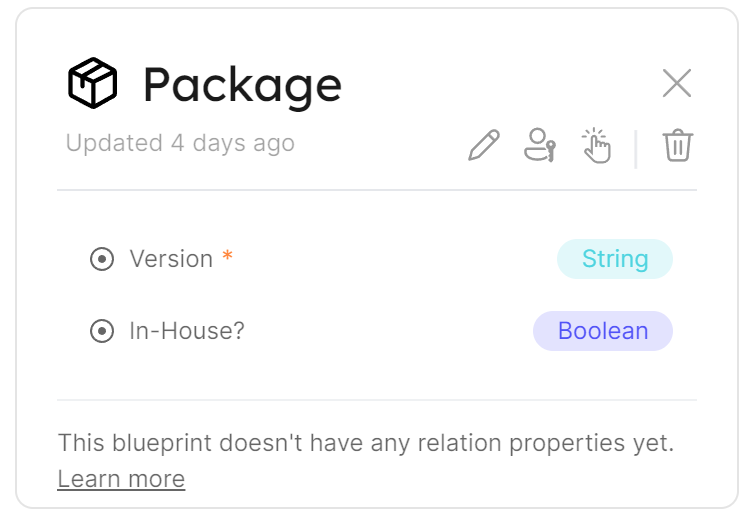 Package
Updated 4 days ago
Version *
String
In-House?
Boolean
This blueprint doesn't have any relation properties yet.
Learn more